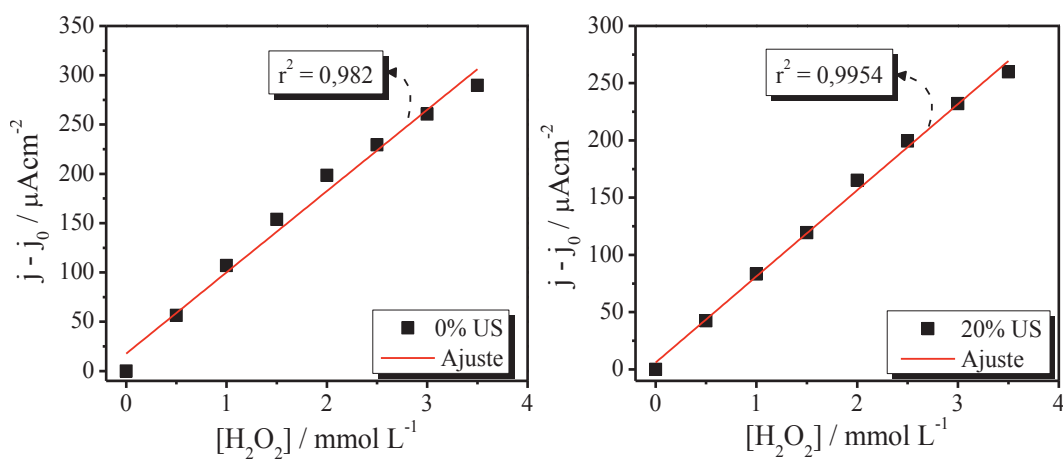 350
300
250
200
150
100
50
0
j - j₀ / μAcm⁻²
r² = 0,982
0% US
Ajuste
0 1 2 3 4
[H₂O₂] / mmol L⁻¹
300
250
200
150
100
50
0
j - j₀ / μAcm⁻²
r² = 0,9954
20% US
Ajuste
0 1 2 3 4
[H₂O₂] / mmol L⁻¹